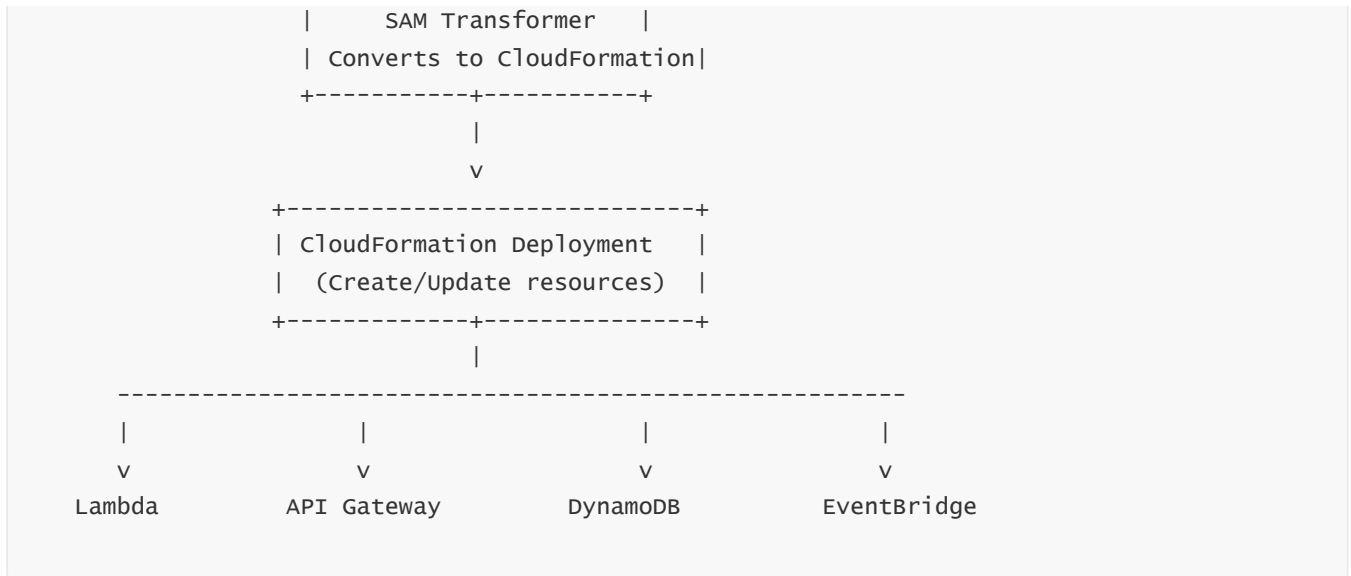 |     SAM Transformer   |
| Converts to CloudFormation|
+-----------+-----------+
|
v
+-----------------------------+
| CloudFormation Deployment   |
|  (Create/Update resources)  |
+-------------+---------------+
|
--------------------------------------------------------
|                |                   |                |
v                v                   v                v
Lambda         API Gateway         DynamoDB          EventBridge